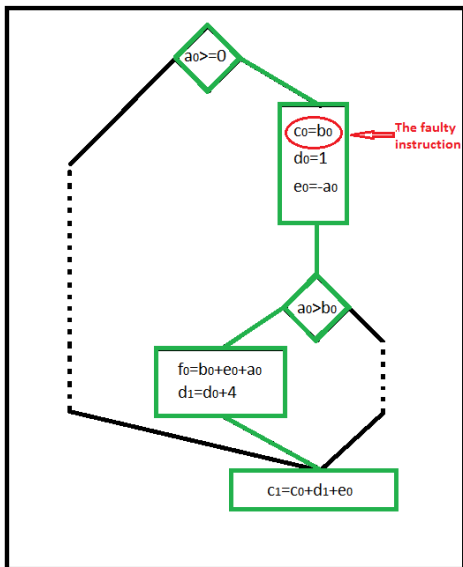 a₀>=0
c₀=b₀
The faulty
instruction
d₀=1
e₀=-a₀
a₀>b₀
f₀=b₀+e₀+a₀
d₁=d₀+4
c₁=c₀+d₁+e₀